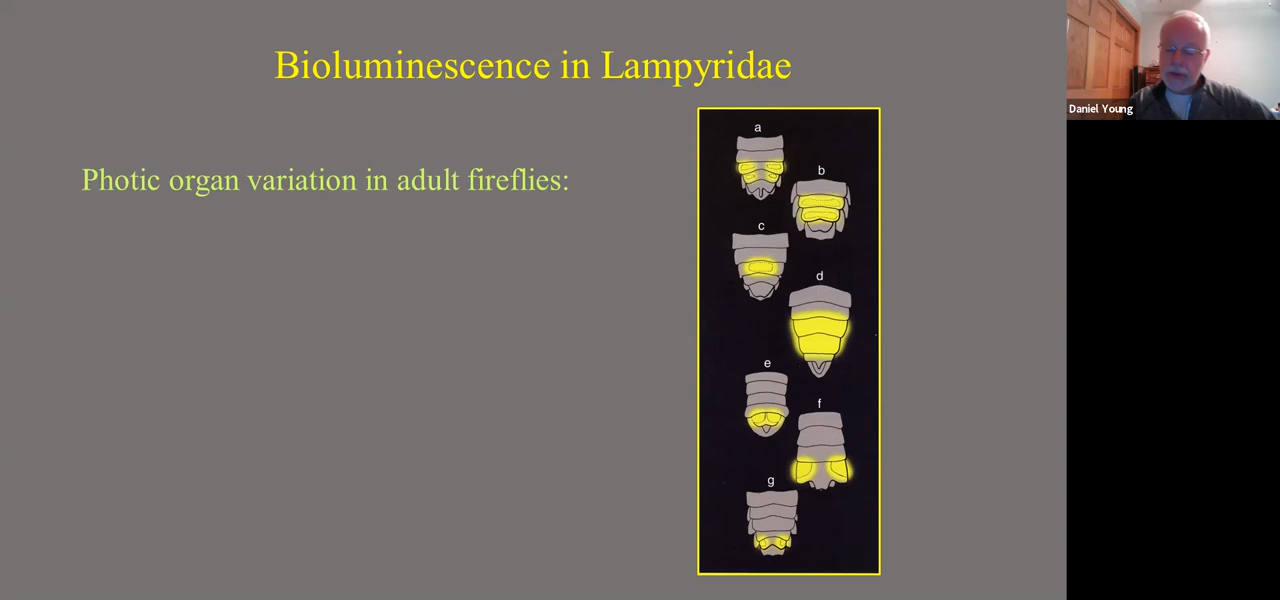 Bioluminescence in Lampyridae
Photic organ variation in adult fireflies:
a
b
c
d
e
f
g
Daniel Young